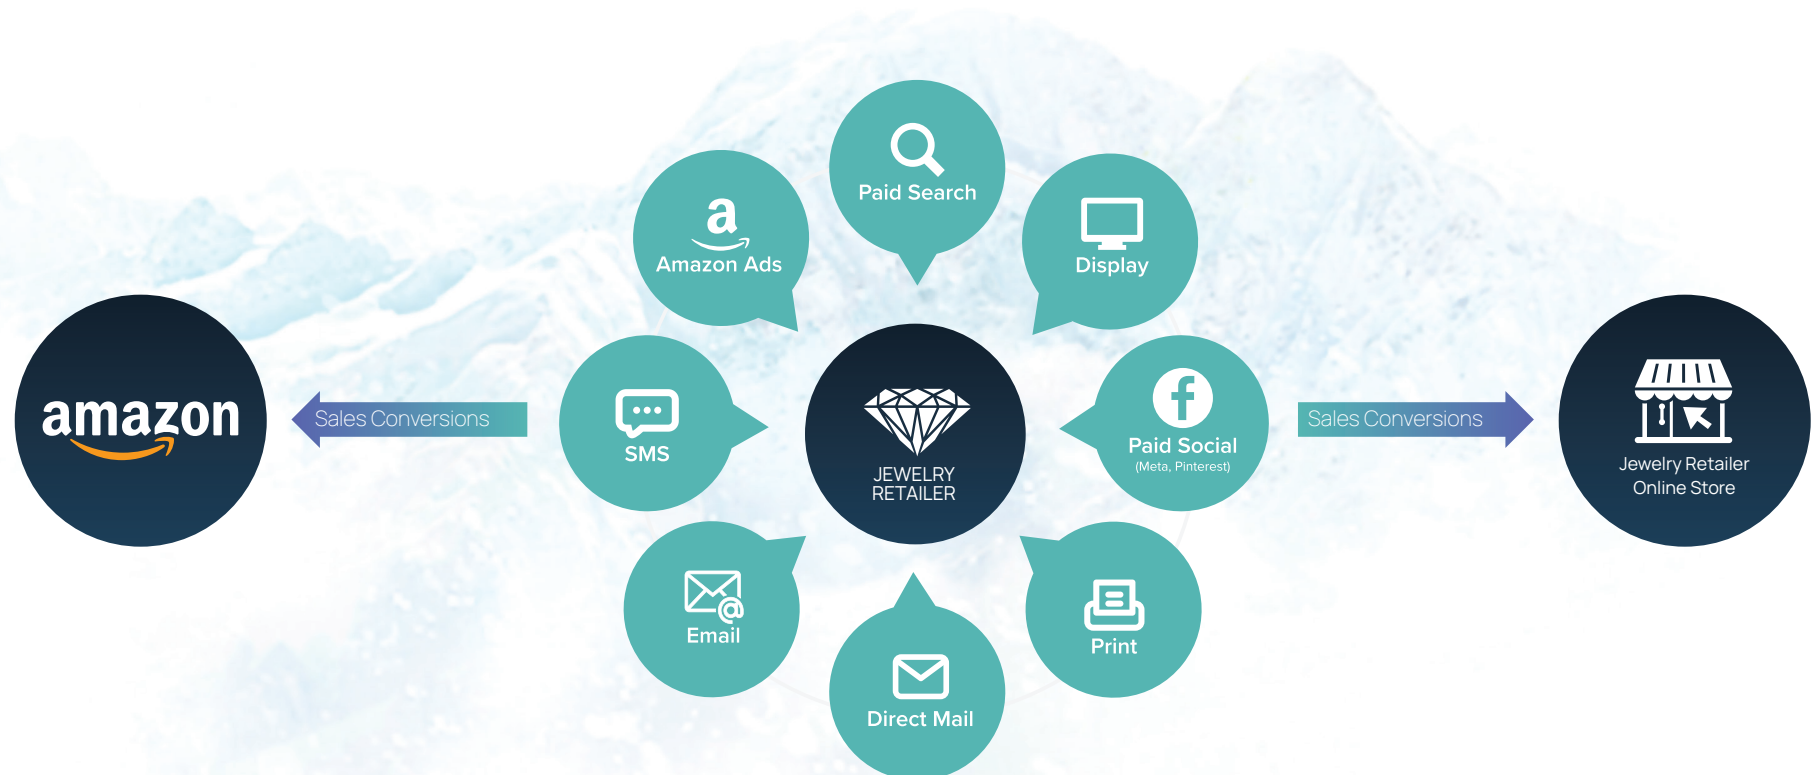 Paid Search
a
Amazon Ads
Display
amazon
Sales Conversions
SMS
JEWELRY
RETAILER
f
Paid Social
(Meta, Pinterest)
Sales Conversions
Jewelry Retailer
Online Store
@
Email
Print
Direct Mail